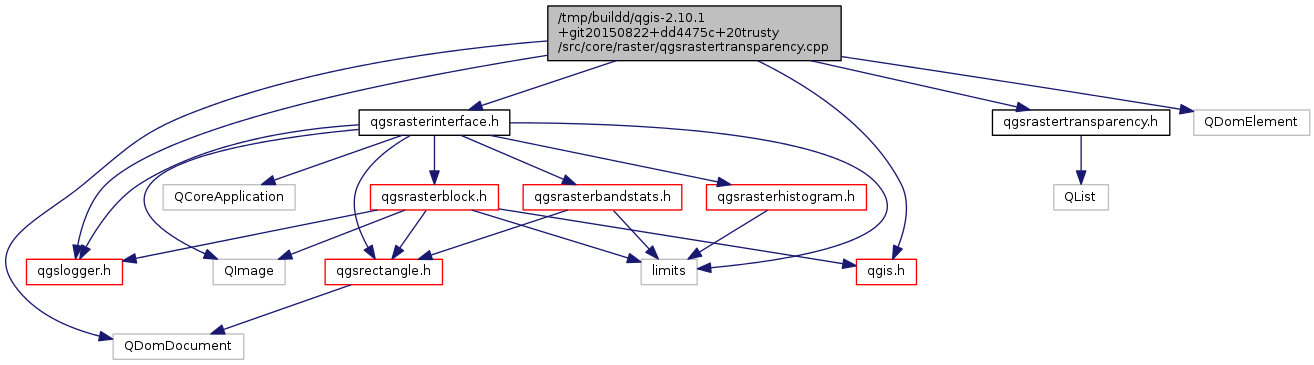 /tmp/buildd/qgis-2.10.1
+git20150822+dd4475c+20trusty
/src/core/raster/qgsrastertransparency.cpp
qgsrasterinterface.h
qgsrastertransparency.h
QDomElement
QCoreApplication
qgsrasterblock.h
qgsrasterbandstats.h
qgsrasterhistogram.h
QList
qgslogger.h
QImage
qgsrectangle.h
limits
qgis.h
QDomDocument